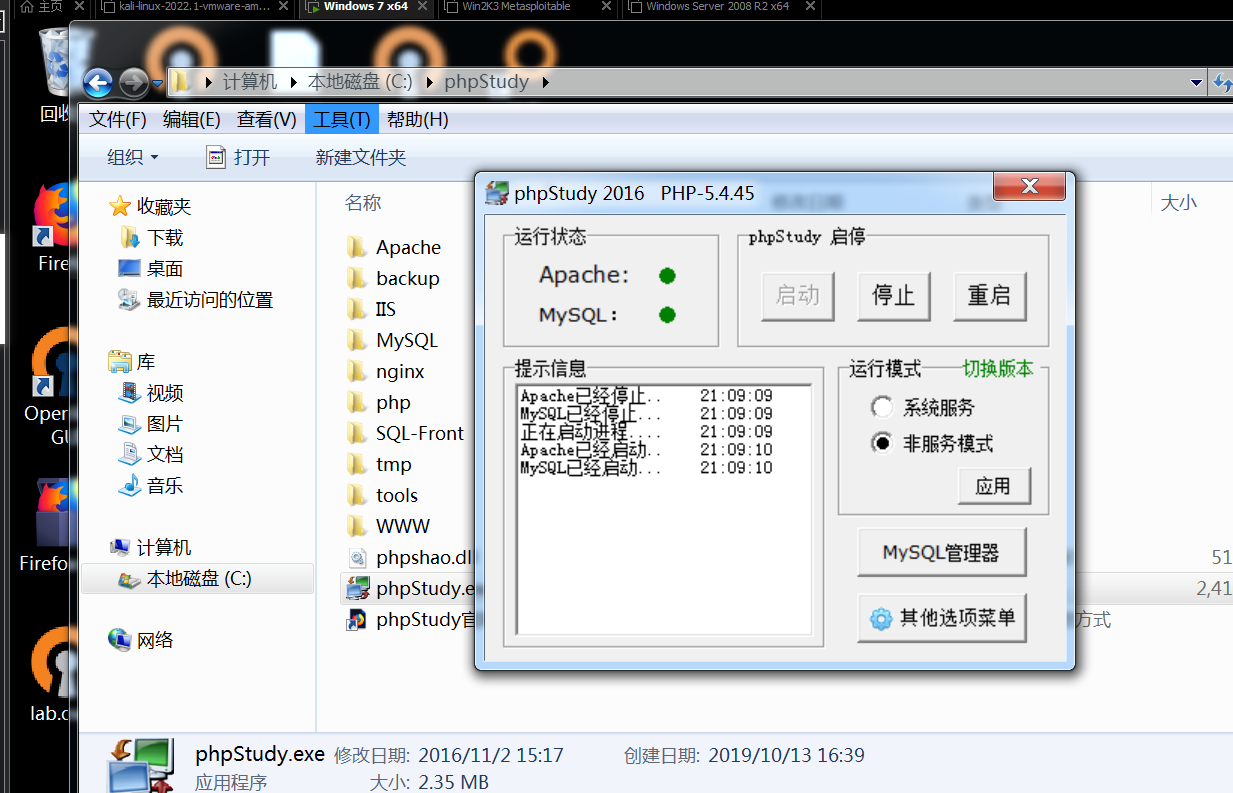 主页
kali-linux-2022.1-vmware-am...
Windows 7 x64
Win2K3 Metasploitable
Windows Server 2008 R2 x64
计算机 本地磁盘 (C:) phpStudy
文件(F) 编辑(E) 查看(V) 工具(T) 帮助(H)
组织 打开 新建文件夹
回收
Fire
Open
GU
Firefo
lab.
收藏夹
下载
桌面
最近访问的位置
库
视频
图片
文档
音乐
计算机
本地磁盘 (C:)
网络
名称
大小
Apache
backup
IIS
MySQL
nginx
php
SQL-Front
tmp
tools
WWW
phpshao.dll
51
phpStudy.e
2,41
phpStudy官
方式
phpStudy 2016 PHP-5.4.45
运行状态
Apache:
MySQL:
phpStudy 启停
启动 停止 重启
提示信息
Apache已经停止.. 21:09:09
MySQL已经停止... 21:09:09
正在启动进程.... 21:09:09
Apache已经启动.. 21:09:10
MySQL已经启动... 21:09:10
运行模式 切换版本
系统服务
非服务模式
应用
MySQL管理器
其他选项菜单
phpStudy.exe 修改日期: 2016/11/2 15:17 创建日期: 2019/10/13 16:39
应用程序 大小: 2.35 MB